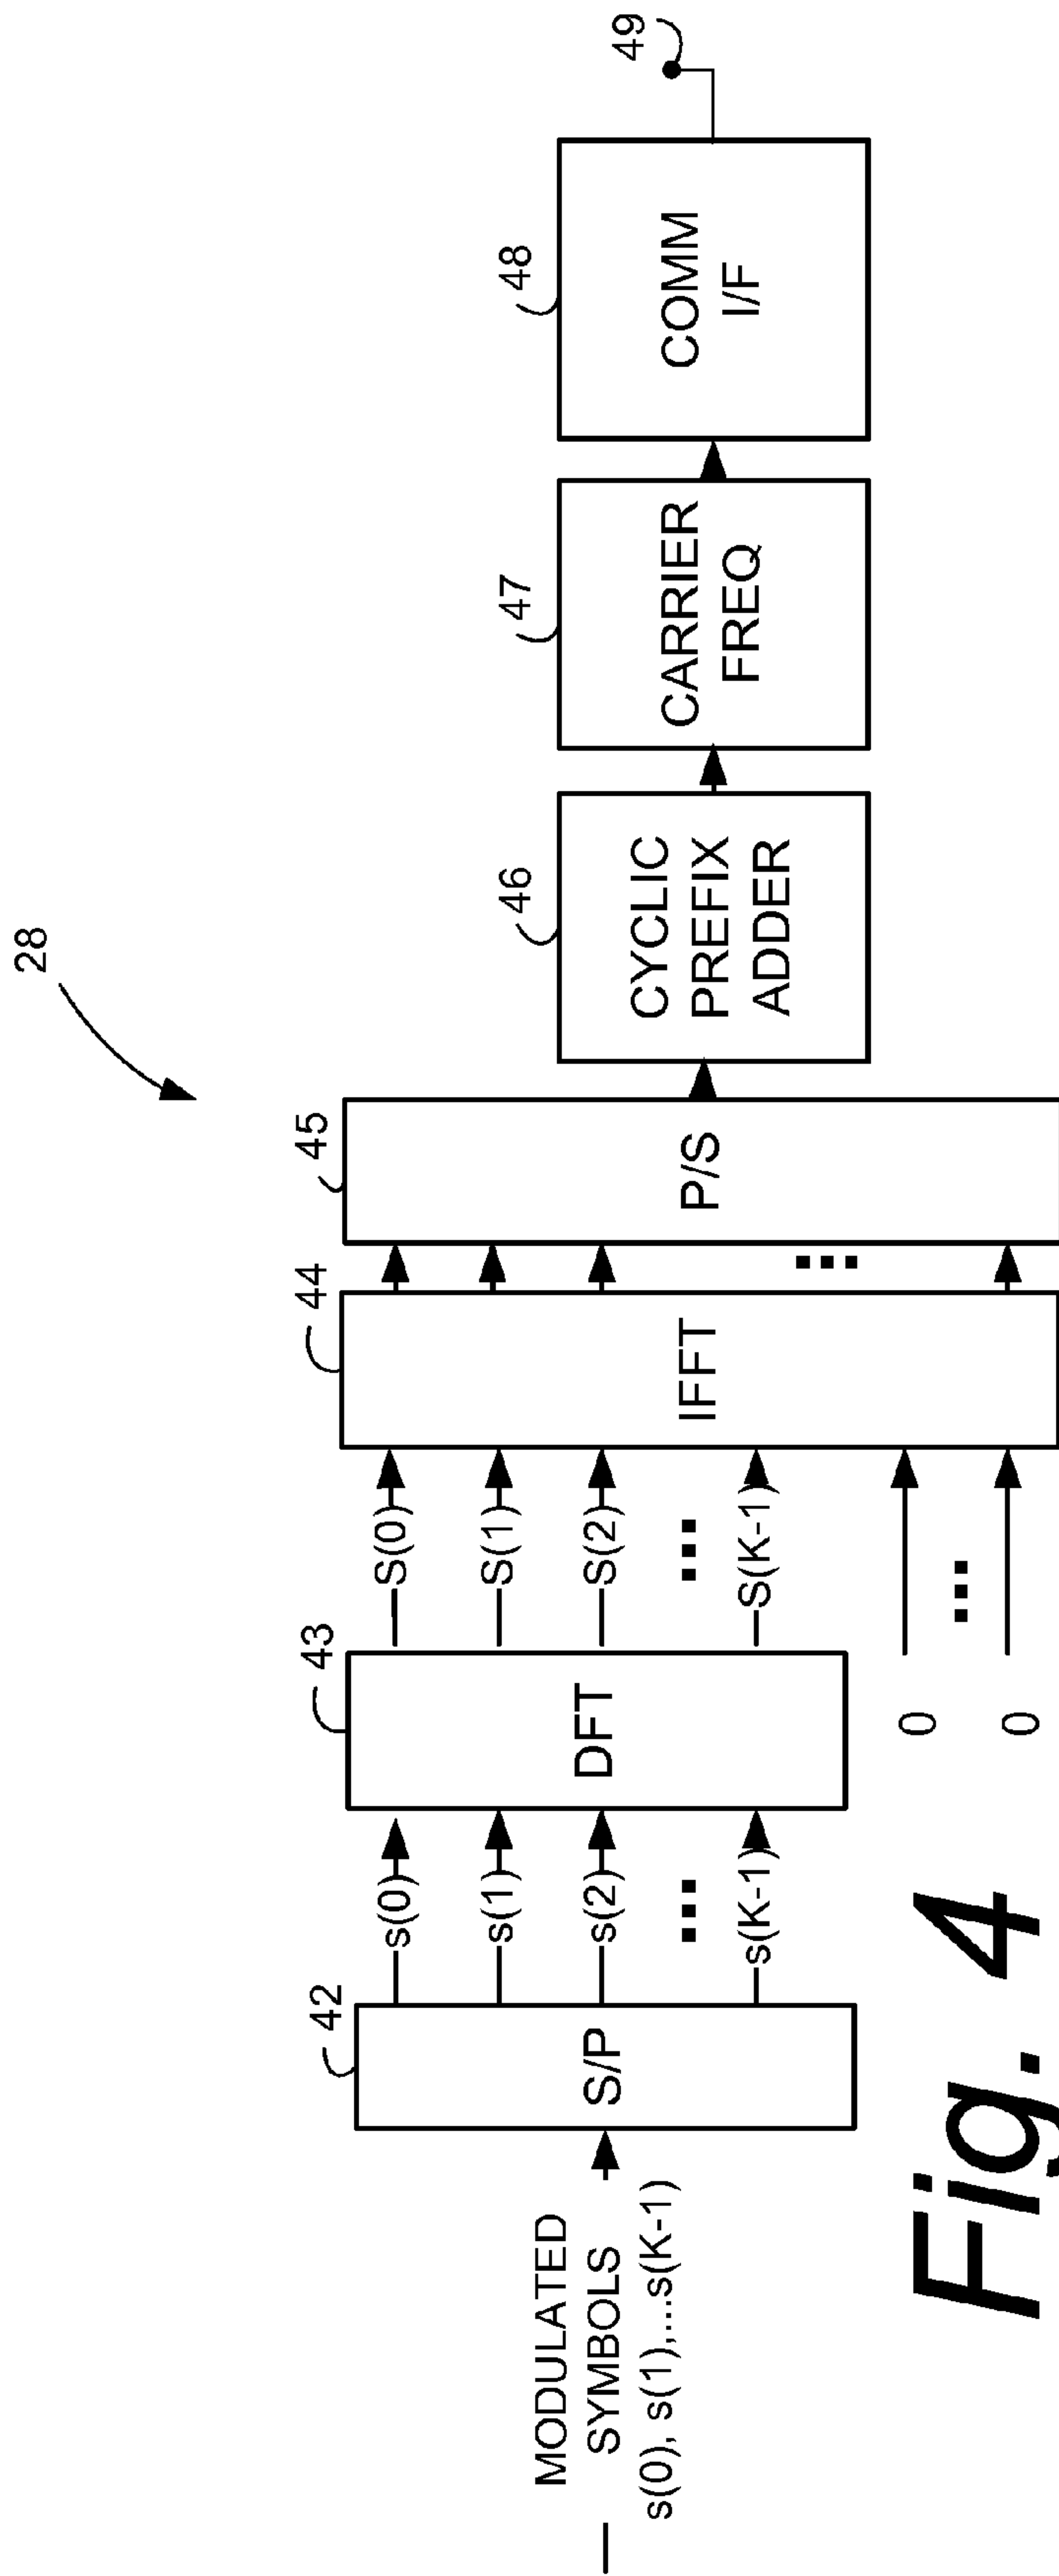 28
MODULATED
SYMBOLS
s(0), s(1),...s(K-1)
42
S/P
s(0)
s(1)
s(2)
...
s(K-1)
43
DFT
S(0)
S(1)
S(2)
...
S(K-1)
0
...
0
44
IFFT
...
45
P/S
46
CYCLIC
PREFIX
ADDER
47
CARRIER
FREQ
48
COMM
I/F
49
Fig. 4